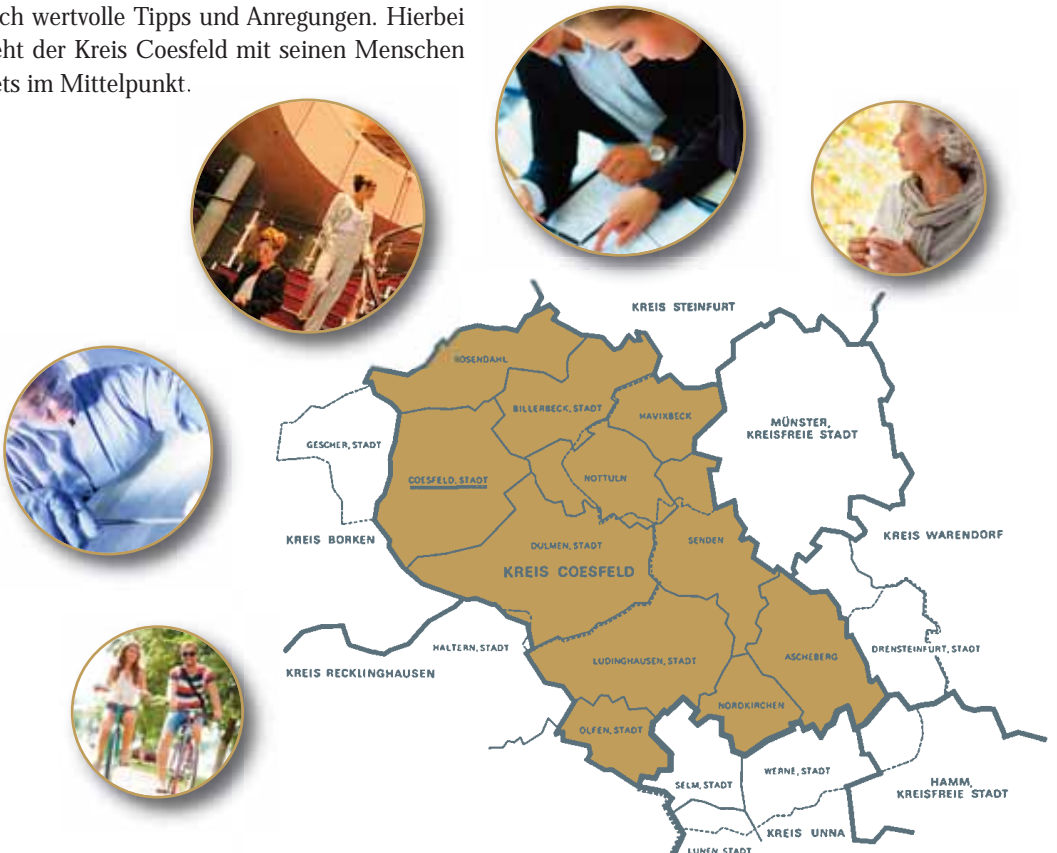 ch wertvolle Tipps und Anregungen. Hierbei
eht der Kreis Coesfeld mit seinen Menschen
ets im Mittelpunkt.
KREIS STEINFURT
ROSENDAHL
BILLERBECK, STADT
HAVIXBECK
MÜNSTER,
KREISFREIE STADT
GESCHER, STADT
COESFELD, STADT
NOTTULN
KREIS BORKEN
DULMEN, STADT
SENDEN
KREIS WARENDORF
KREIS COESFELD
HALTERN, STADT
LUDINGHAUSEN, STADT
ASCHEBERG
DRENSTEINFURT, STADT
KREIS RECKLINGHAUSEN
NORDKIRCHEN
OLFEN, STADT
SELM, STADT
WERNE, STADT
HAMM,
KREISFREIE STADT
KREIS UNNA
LUNEN STADT